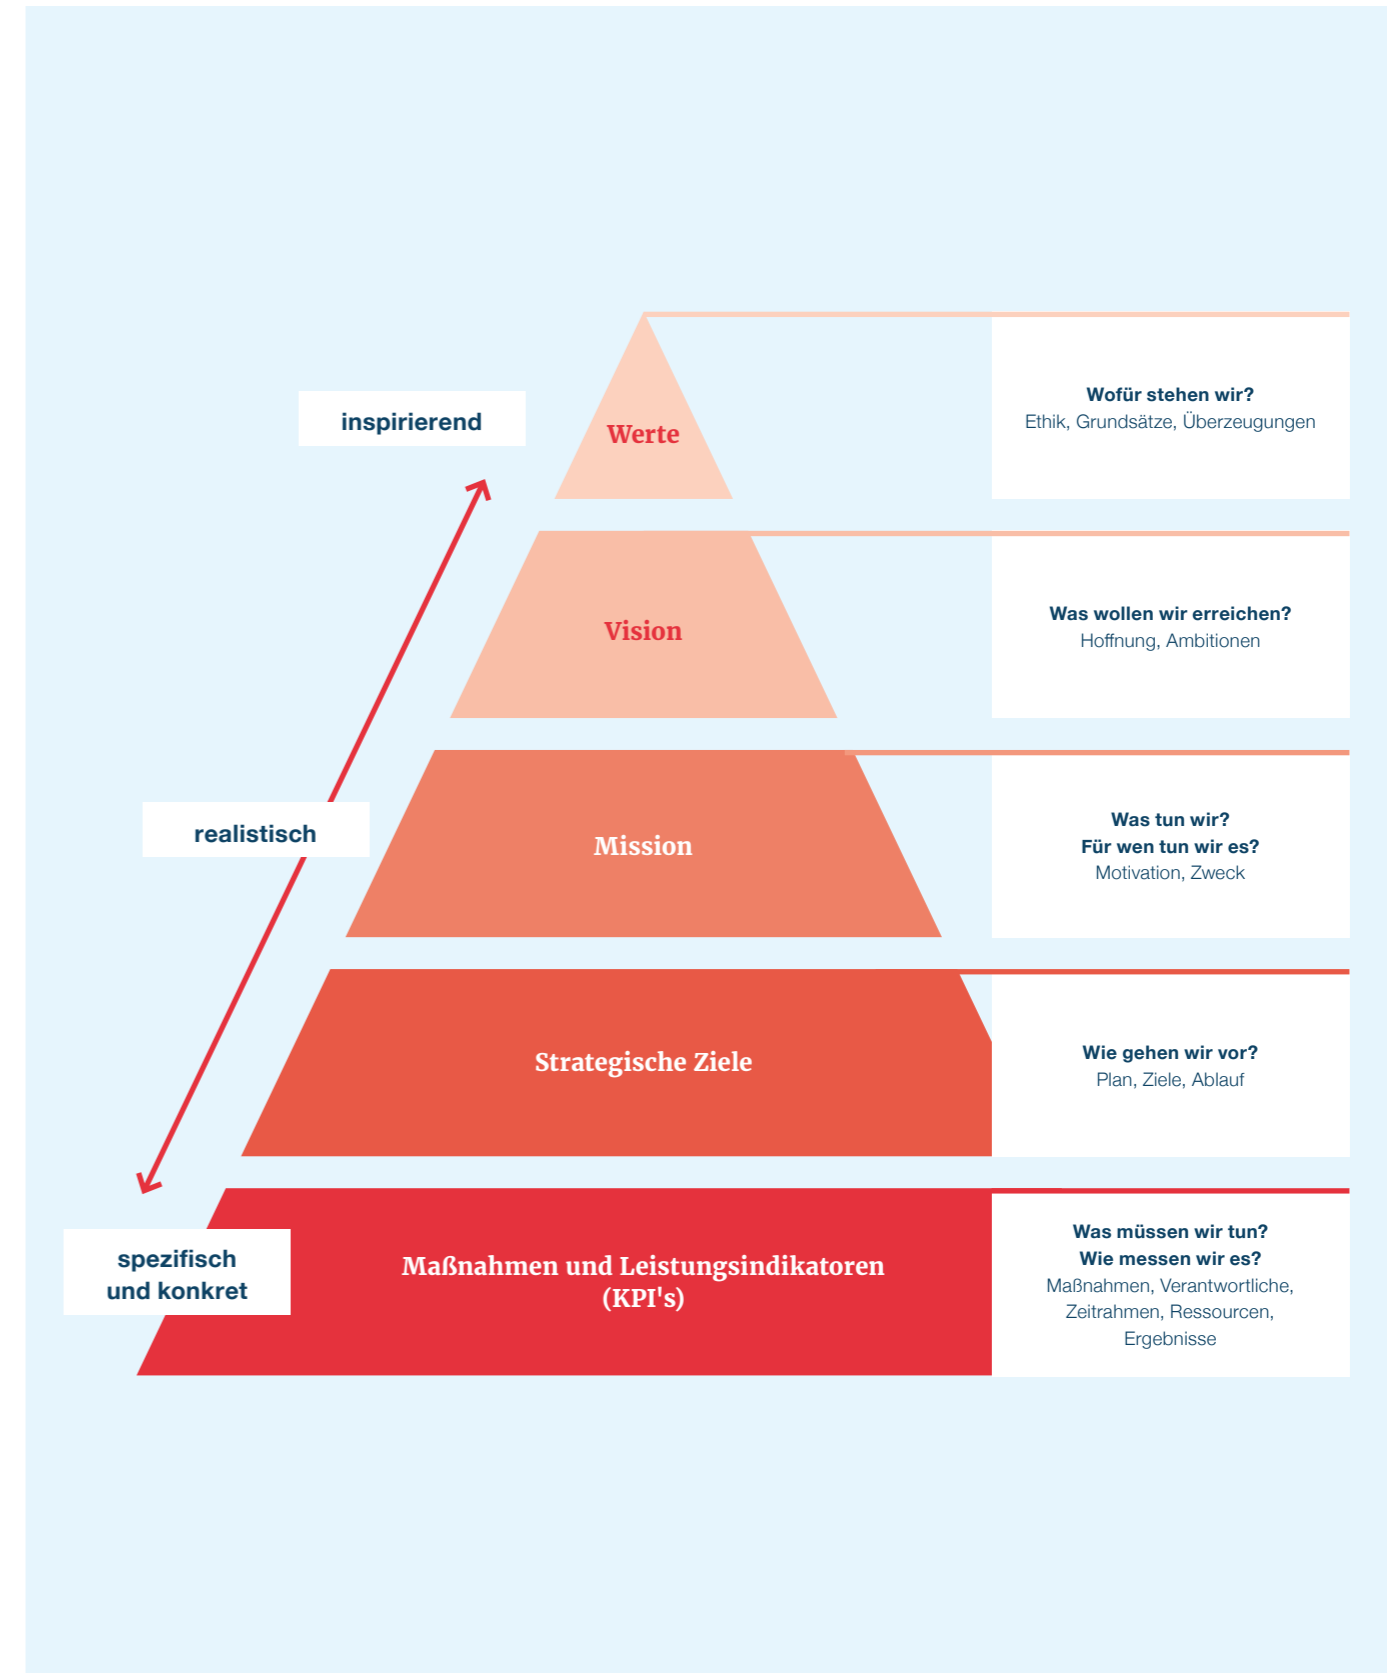 inspirierend
Werte
Wofür stehen wir?
Ethik, Grundsätze, Überzeugungen
Vision
Was wollen wir erreichen?
Hoffnung, Ambitionen
realistisch
Mission
Was tun wir?
Für wen tun wir es?
Motivation, Zweck
Strategische Ziele
Wie gehen wir vor?
Plan, Ziele, Ablauf
spezifisch
und konkret
Maßnahmen und Leistungsindikatoren
(KPI's)
Was müssen wir tun?
Wie messen wir es?
Maßnahmen, Verantwortliche,
Zeitrahmen, Ressourcen,
Ergebnisse